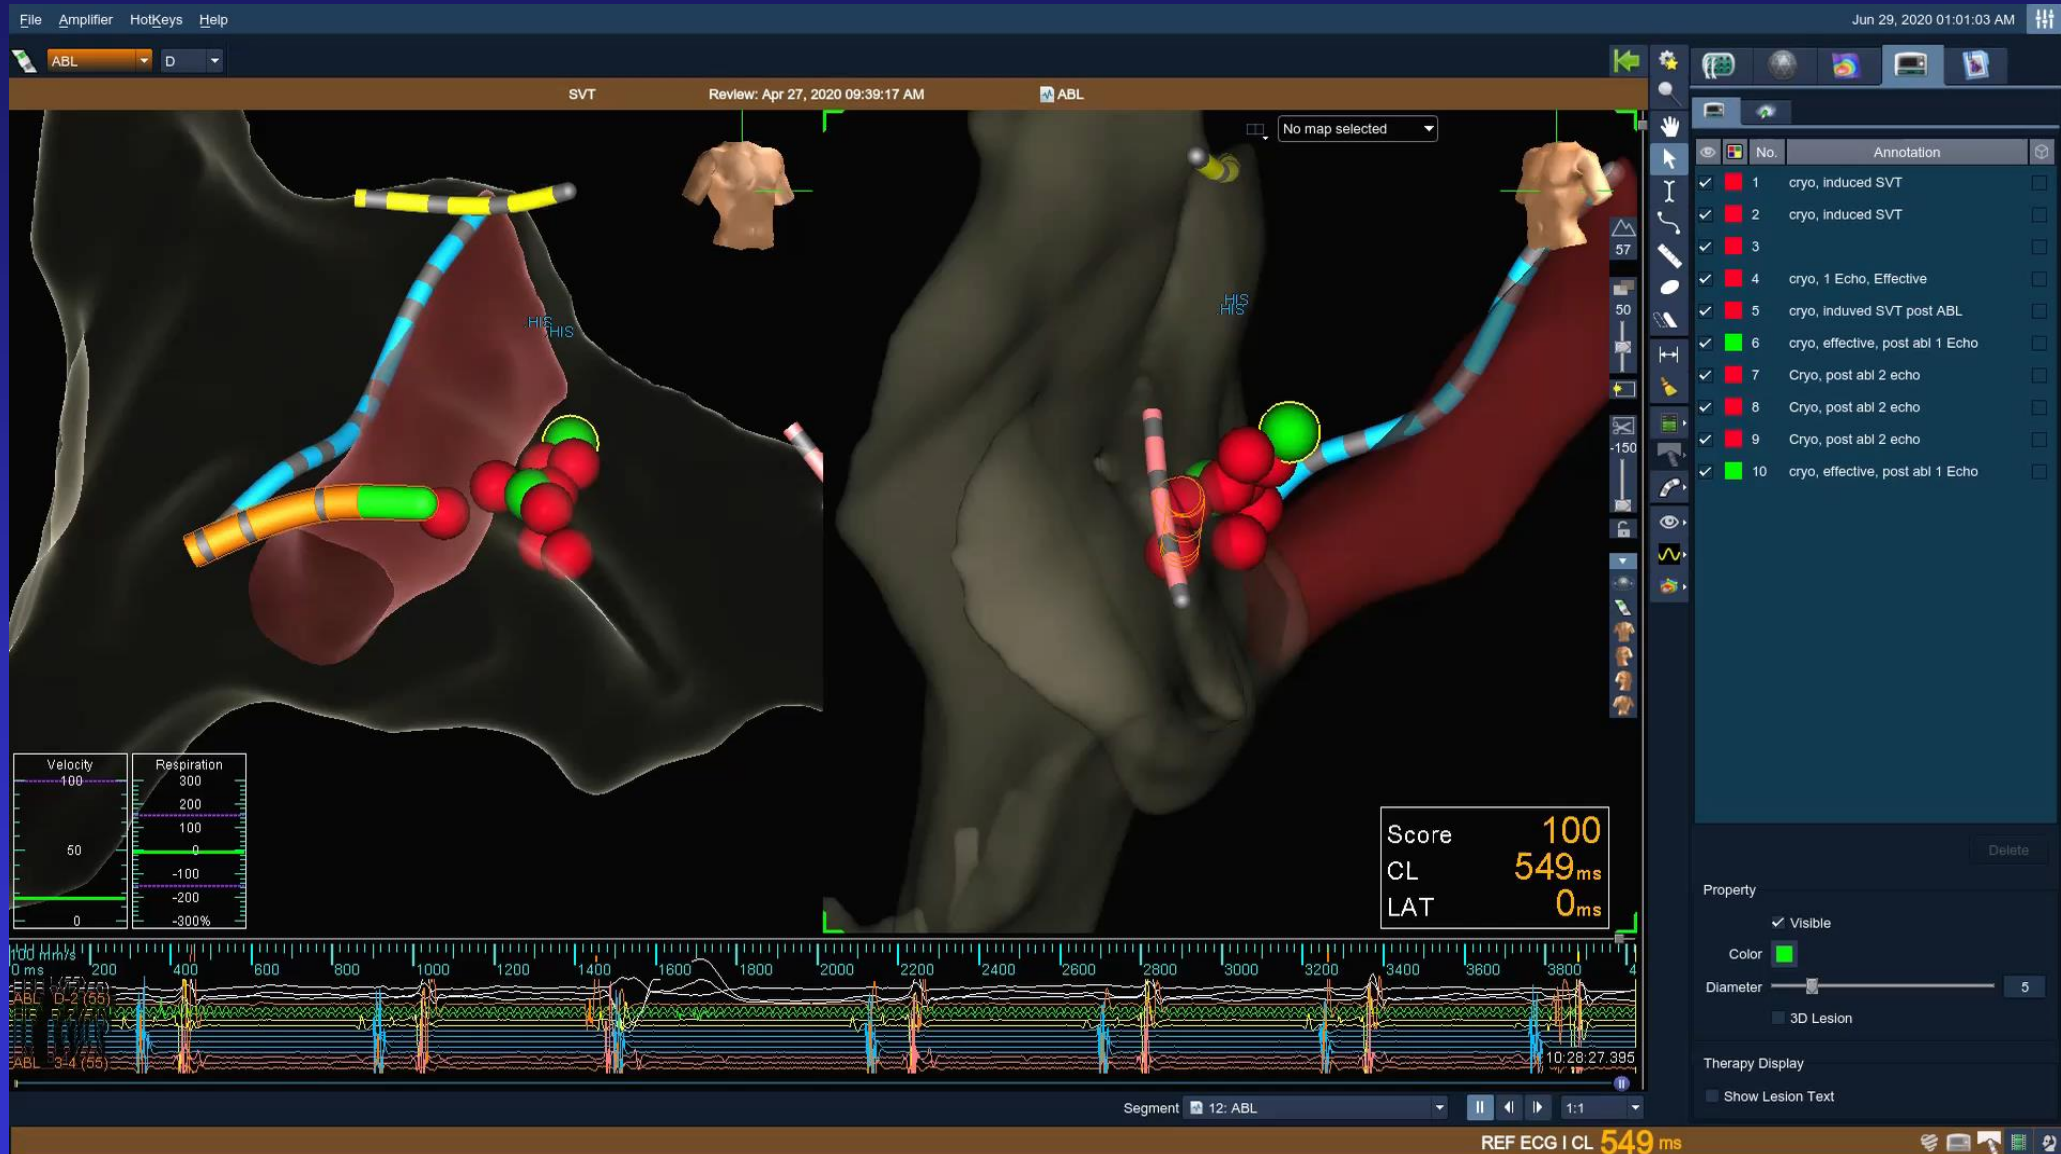 File Amplifier HotKeys Help Jun 29, 2020 01:01:03 AM
ABL D
SVT Review: Apr 27, 2020 09:39:17 AM ABL
No map selected
57
50
-150
HIS
HIS
HIS
HIS
No. Annotation
1 cryo, induced SVT
2 cryo, induced SVT
3
4 cryo, 1 Echo, Effective
5 cryo, induved SVT post ABL
6 cryo, effective, post abl 1 Echo
7 Cryo, post abl 2 echo
8 Cryo, post abl 2 echo
9 Cryo, post abl 2 echo
10 cryo, effective, post abl 1 Echo
Delete
Property
Visible
Color
Diameter 5
3D Lesion
Therapy Display
Show Lesion Text
Velocity
100
50
0
Respiration
300
200
100
0
-100
-200
-300%
Score 100
CL 549 ms
LAT 0 ms
100 mm/s
0 ms 200 400 600 800 1000 1200 1400 1600 1800 2000 2200 2400 2600 2800 3000 3200 3400 3600 3800 4
ABL D-2 (55)
ABL 3-4 (55)
10:28:27.395
Segment 12: ABL 1:1
REF ECG I CL 549 ms